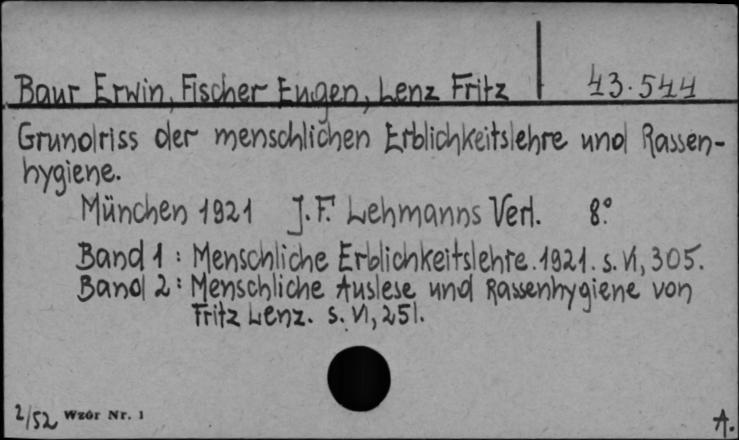 Baur Erwin, Fischer Eugen, Lenz Fritz 43.544
Grundriss der menschlichen Erblichkeitslehre und Rassen-
hygiene.
München 1921 J.F. Lehmanns Verl. 8°
Band 1 : Menschliche Erblichkeitslehre. 1921. s. VI, 305.
Band 2 : Menschliche Auslese und Rassenhygiene von
Fritz Lenz. s. VI, 251.
2/52 Wzór Nr. 1 A.